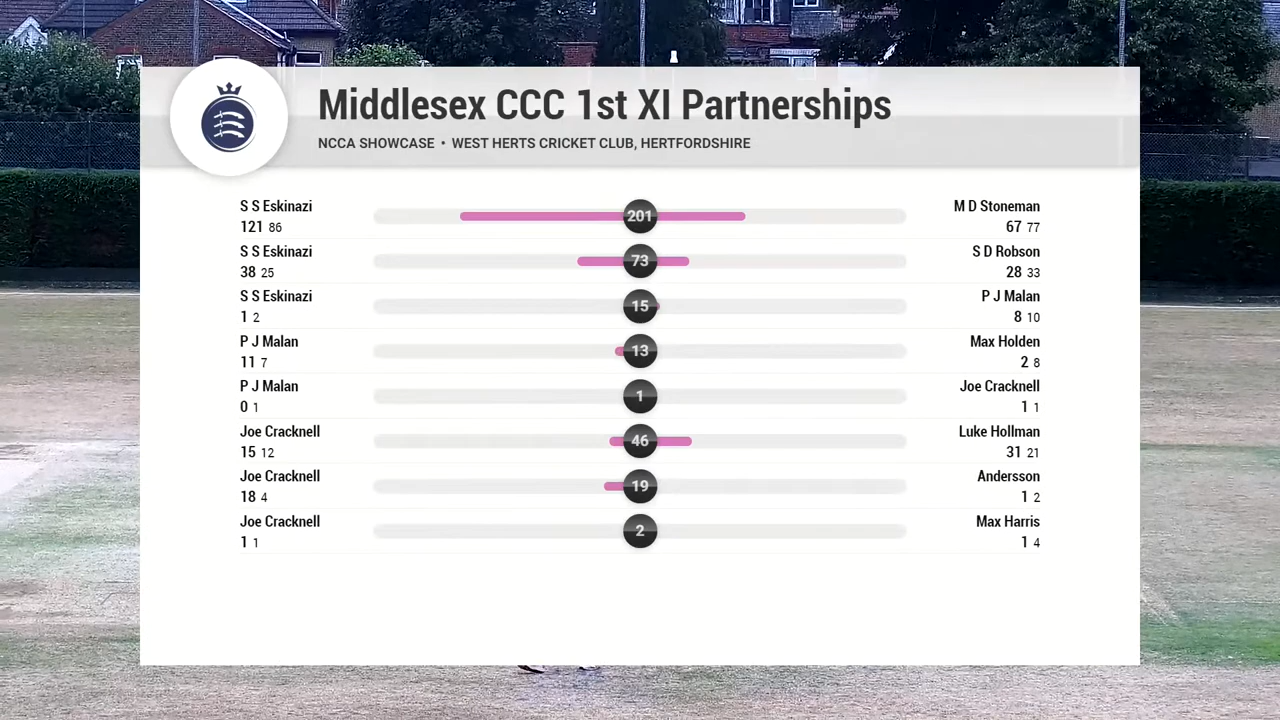 Middlesex CCC 1st XI Partnerships
NCCA SHOWCASE • WEST HERTS CRICKET CLUB, HERTFORDSHIRE
S S Eskinazi 201 M D Stoneman
121 86 67 77
S S Eskinazi 73 S D Robson
38 25 28 33
S S Eskinazi 15 P J Malan
1 2 8 10
P J Malan 13 Max Holden
11 7 2 8
P J Malan 1 Joe Cracknell
0 1 1 1
Joe Cracknell 46 Luke Hollman
15 12 31 21
Joe Cracknell 19 Andersson
18 4 1 2
Joe Cracknell 2 Max Harris
1 1 1 4